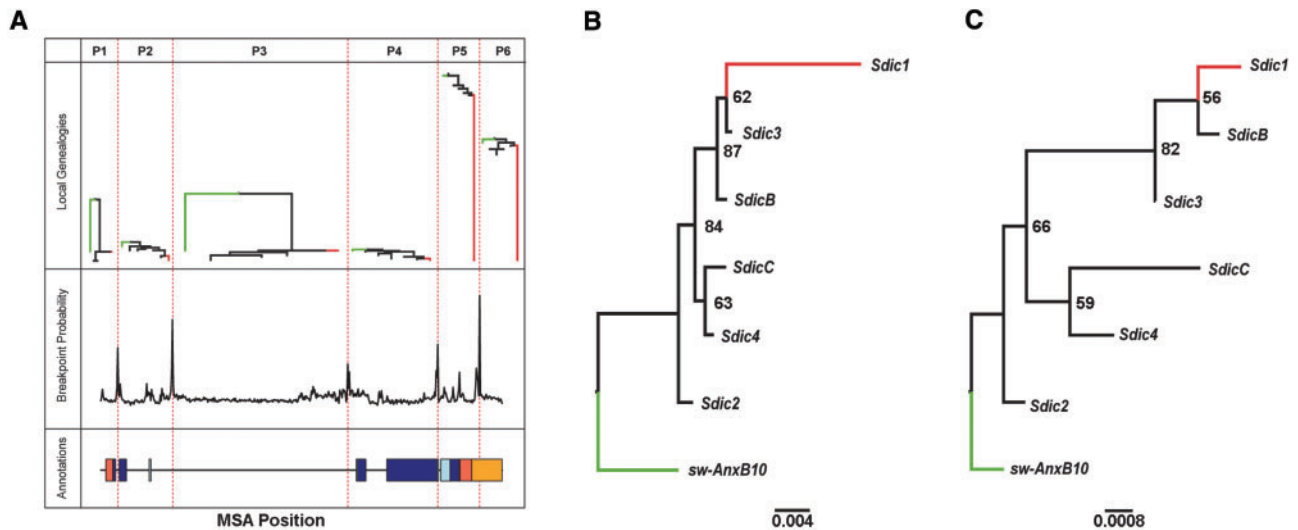 A
B
C
P1 P2 P3 P4 P5 P6
Local Genealogies
Breakpoint Probability
Annotations
MSA Position
Sdic1
62
Sdic3
87
SdicB
84
SdicC
63
Sdic4
Sdic2
sw-AnxB10
0.004
Sdic1
56
SdicB
82
Sdic3
66
SdicC
59
Sdic4
Sdic2
sw-AnxB10
0.0008